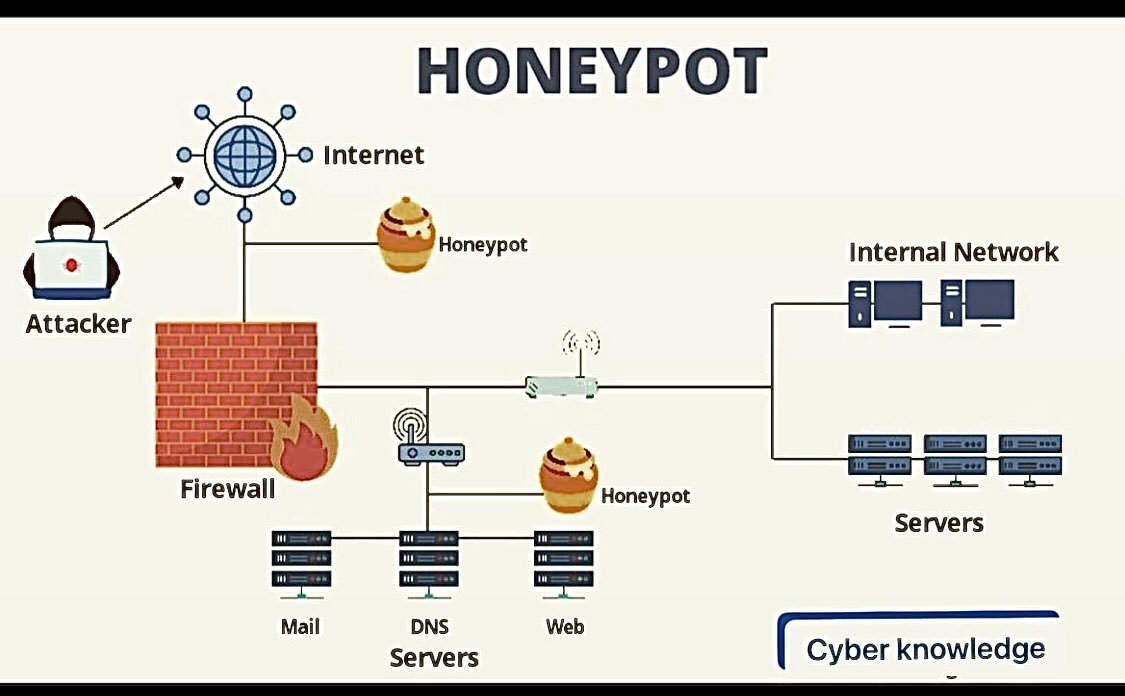 HONEYPOT
Internet
Honeypot
Attacker
Internal Network
Firewall
Honeypot
Servers
Mail
DNS
Web
Servers
Cyber knowledge